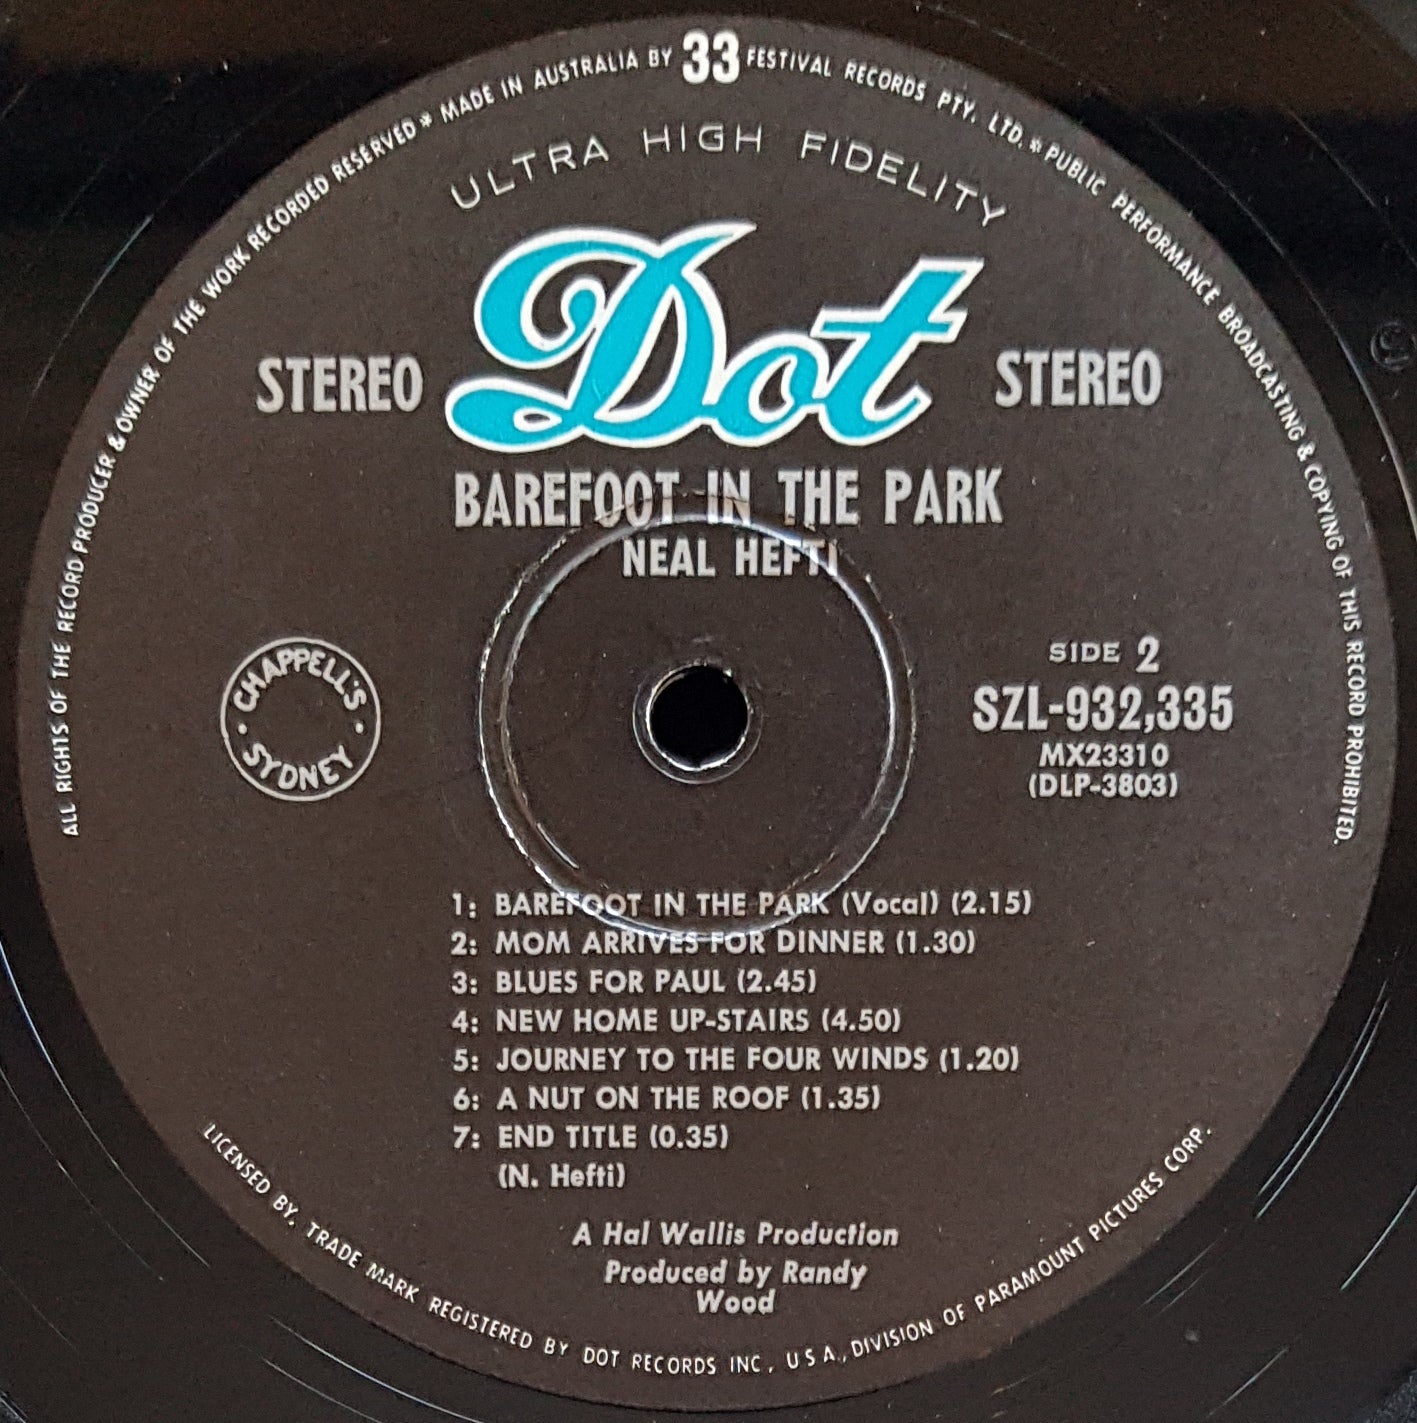 ALL RIGHTS OF THE RECORD PRODUCER & OWNER OF THE WORK RECORDED RESERVED * MADE IN AUSTRALIA BY 33 FESTIVAL RECORDS PTY. LTD. * PUBLIC PERFORMANCE BROADCASTING & COPYING OF THIS RECORD PROHIBITED.
ULTRA HIGH FIDELITY
STEREO Dot STEREO
BAREFOOT IN THE PARK
NEAL HEFTI
CHAPPELL'S
· SYDNEY ·
SIDE 2
SZL-932,335
MX23310
(DLP-3803)
1: BAREFOOT IN THE PARK (Vocal) (2.15)
2: MOM ARRIVES FOR DINNER (1.30)
3: BLUES FOR PAUL (2.45)
4: NEW HOME UP-STAIRS (4.50)
5: JOURNEY TO THE FOUR WINDS (1.20)
6: A NUT ON THE ROOF (1.35)
7: END TITLE (0.35)
(N. Hefti)
A Hal Wallis Production
Produced by Randy
Wood
LICENSED BY. TRADE MARK REGISTERED BY DOT RECORDS INC., U S A., DIVISION OF PARAMOUNT PICTURES CORP.